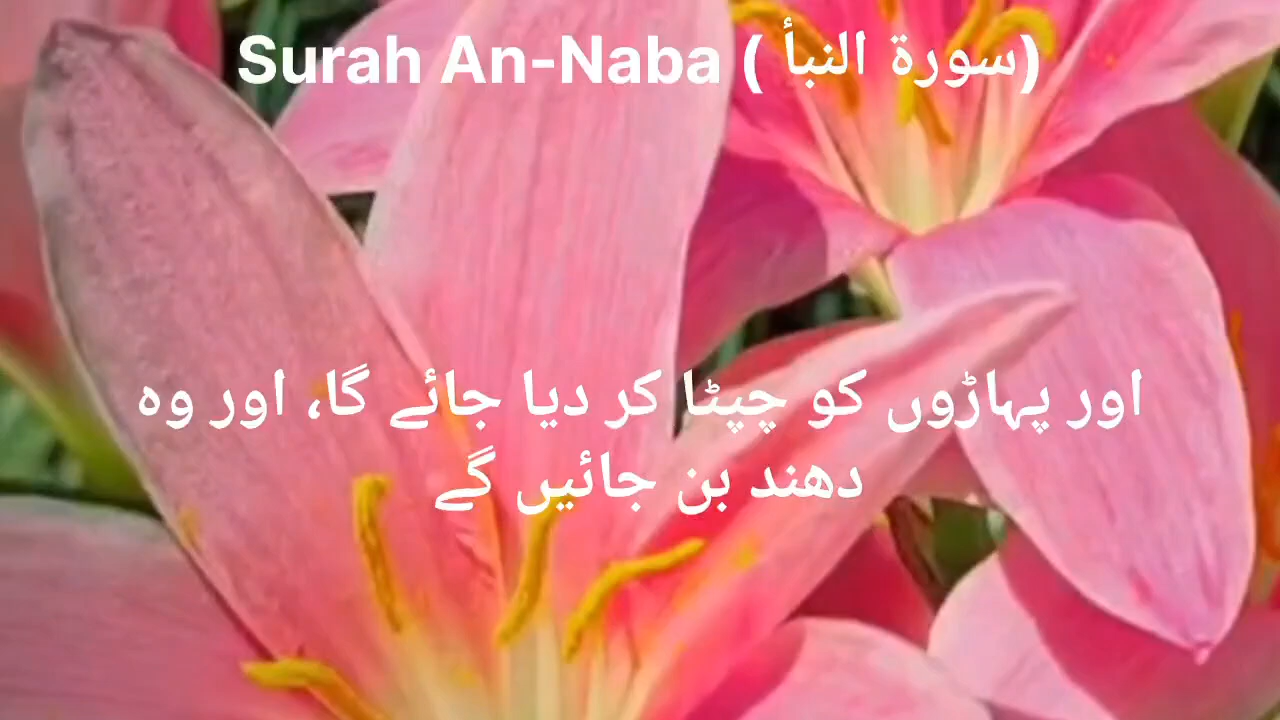 Surah An-Naba (سورة النبأ)
اور پہاڑوں کو چپٹا کر دیا جائے گا، اور وہ
دھند بن جائیں گے